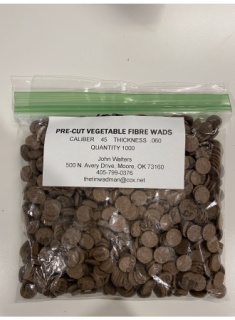 PRE-CUT VEGETABLE FIBRE WADS
CALIBER .45 THICKNESS .060
QUANTITY 1000
John Walters
500 N. Avery Drive, Moore, OK 73160
405-799-0376
thetinwadman@cox.net